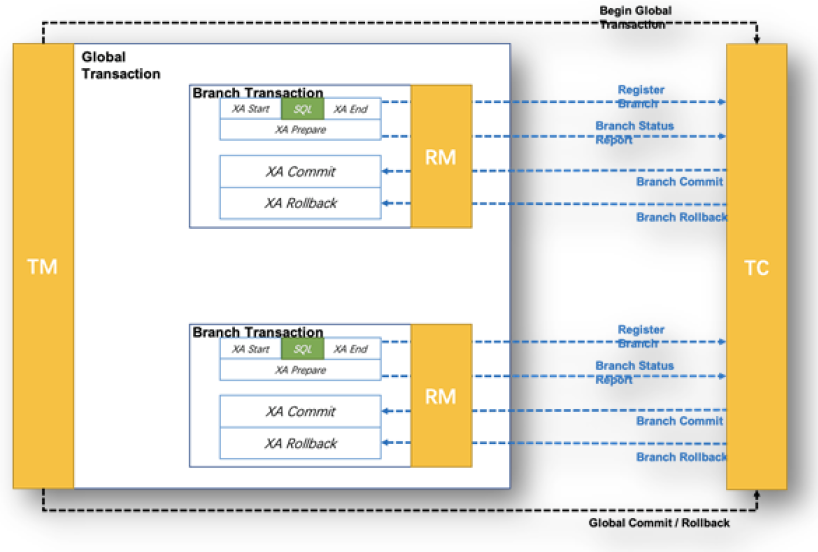 Begin Global
Transaction
Global
Transaction
Branch Transaction
XA Start SQL XA End
XA Prepare
XA Commit
XA Rollback
RM
Register
Branch
Branch Status
Report
Branch Commit
Branch Rollback
TM
TC
Branch Transaction
XA Start SQL XA End
XA Prepare
XA Commit
XA Rollback
RM
Register
Branch
Branch Status
Report
Branch Commit
Branch Rollback
Global Commit / Rollback